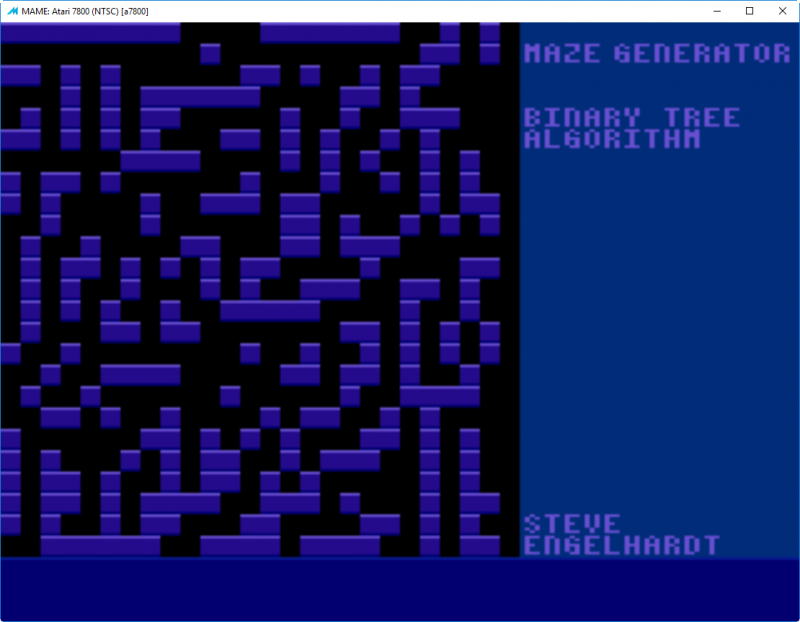 MAME: Atari 7800 (NTSC) [a7800]
MAZE GENERATOR
BINARY TREE
ALGORITHM
STEVE
ENGELHARDT